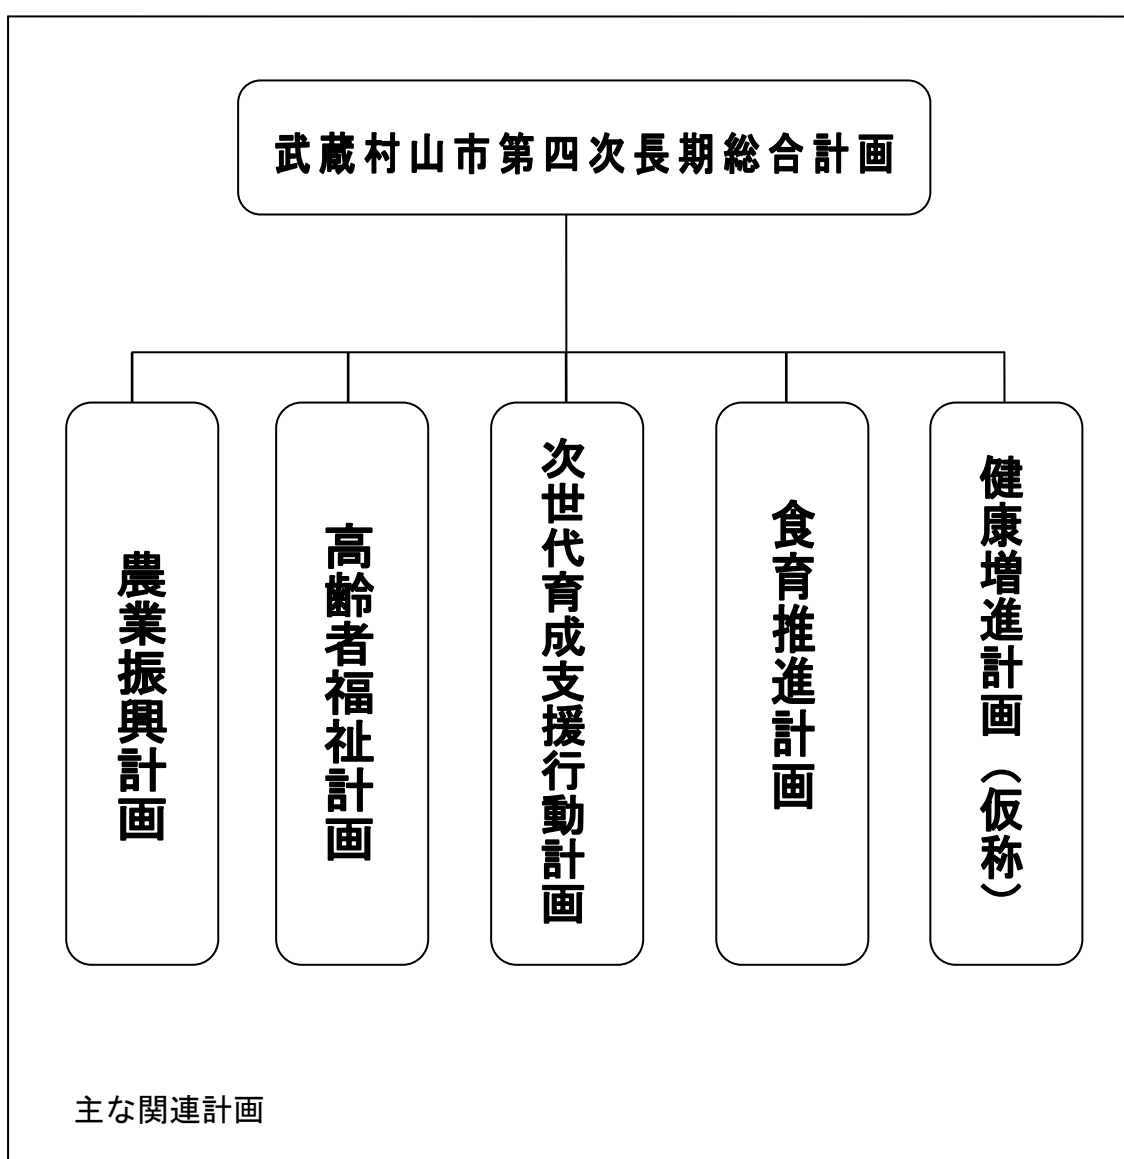 武蔵村山市第四次長期総合計画
農業振興計画
高齢者福祉計画
次世代育成支援行動計画
食育推進計画
健康増進計画（仮称）
主な関連計画